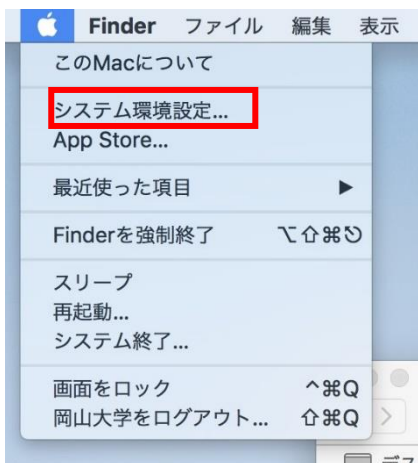 Finder ファイル 編集 表示
このMacについて
システム環境設定...
App Store...
最近使った項目 ▶
Finderを強制終了 ⌥⇧⌘⎋
スリープ
再起動...
システム終了...
画面をロック ^⌘Q
岡山大学をログアウト... ⇧⌘Q